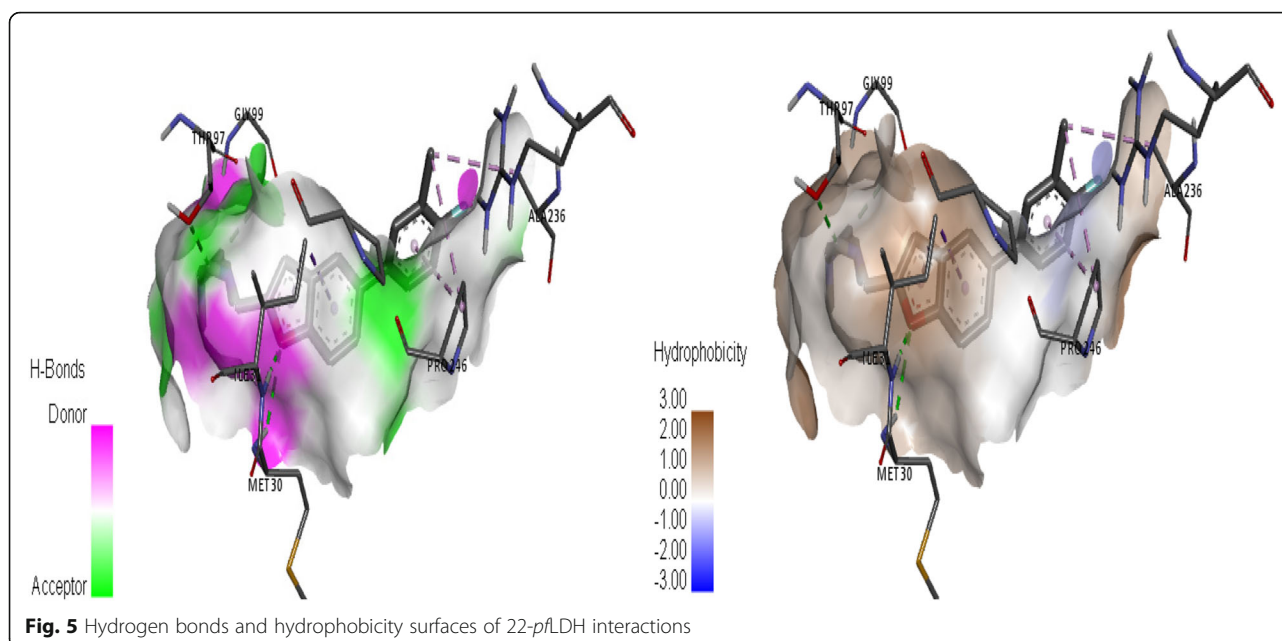 GLY99
THR97
ALA236
PRO246
MET30
H-Bonds
Donor
Acceptor
GLY99
THR97
ALA236
PRO246
MET30
Hydrophobicity
3.00
2.00
1.00
0.00
-1.00
-2.00
-3.00
Fig. 5 Hydrogen bonds and hydrophobicity surfaces of 22-pfLDH interactions